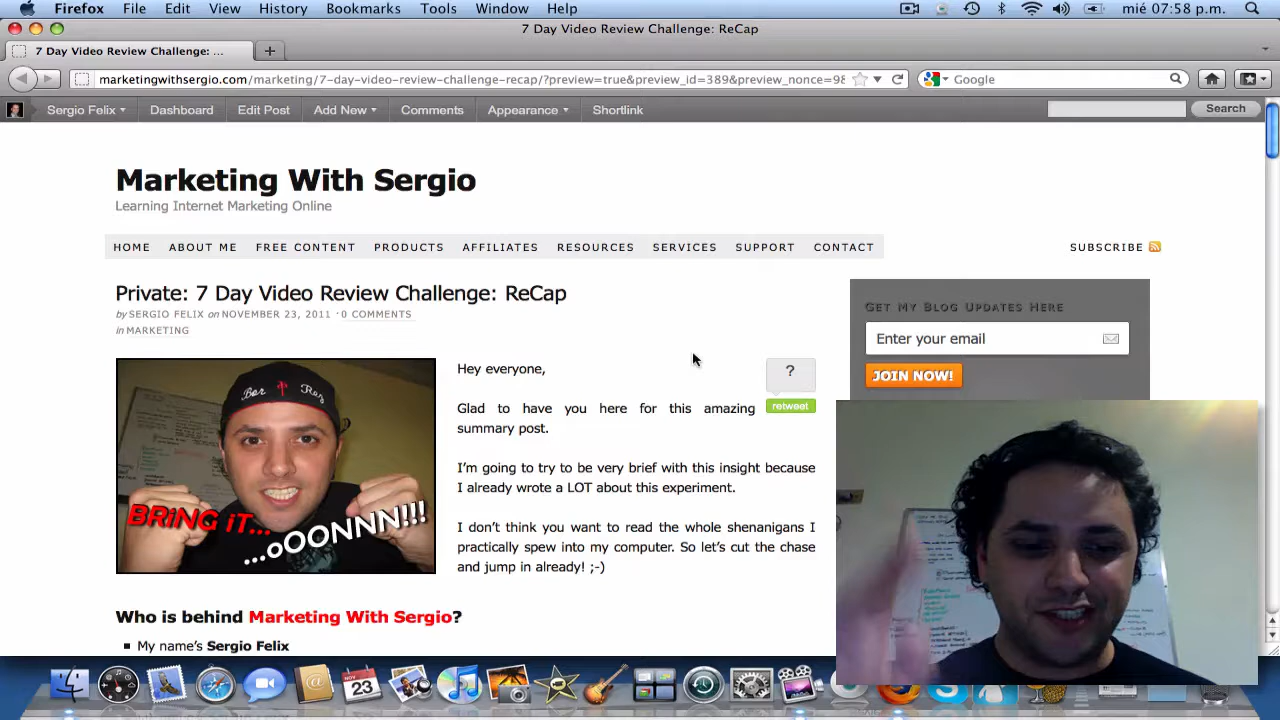 Firefox File Edit View History Bookmarks Tools Window Help mié 07:58 p.m.
7 Day Video Review Challenge: ReCap
7 Day Video Review Challenge: ...
marketingwithsergio.com/marketing/7-day-video-review-challenge-recap/?preview=true&preview_id=389&preview_nonce=98 Google
Sergio Felix Dashboard Edit Post Add New Comments Appearance Shortlink Search
Marketing With Sergio
Learning Internet Marketing Online
HOME ABOUT ME FREE CONTENT PRODUCTS AFFILIATES RESOURCES SERVICES SUPPORT CONTACT SUBSCRIBE
Private: 7 Day Video Review Challenge: ReCap
by SERGIO FELIX on NOVEMBER 23, 2011 · 0 COMMENTS
in MARKETING
GET MY BLOG UPDATES HERE
Enter your email
JOIN NOW!
BRiNG iT...
...oOONNN!!!
Hey everyone,
?
retweet
Glad to have you here for this amazing
summary post.
I'm going to try to be very brief with this insight because
I already wrote a LOT about this experiment.
I don't think you want to read the whole shenanigans I
practically spew into my computer. So let's cut the chase
and jump in already! ;-)
Who is behind Marketing With Sergio?
My name's Sergio Felix
NOV
23